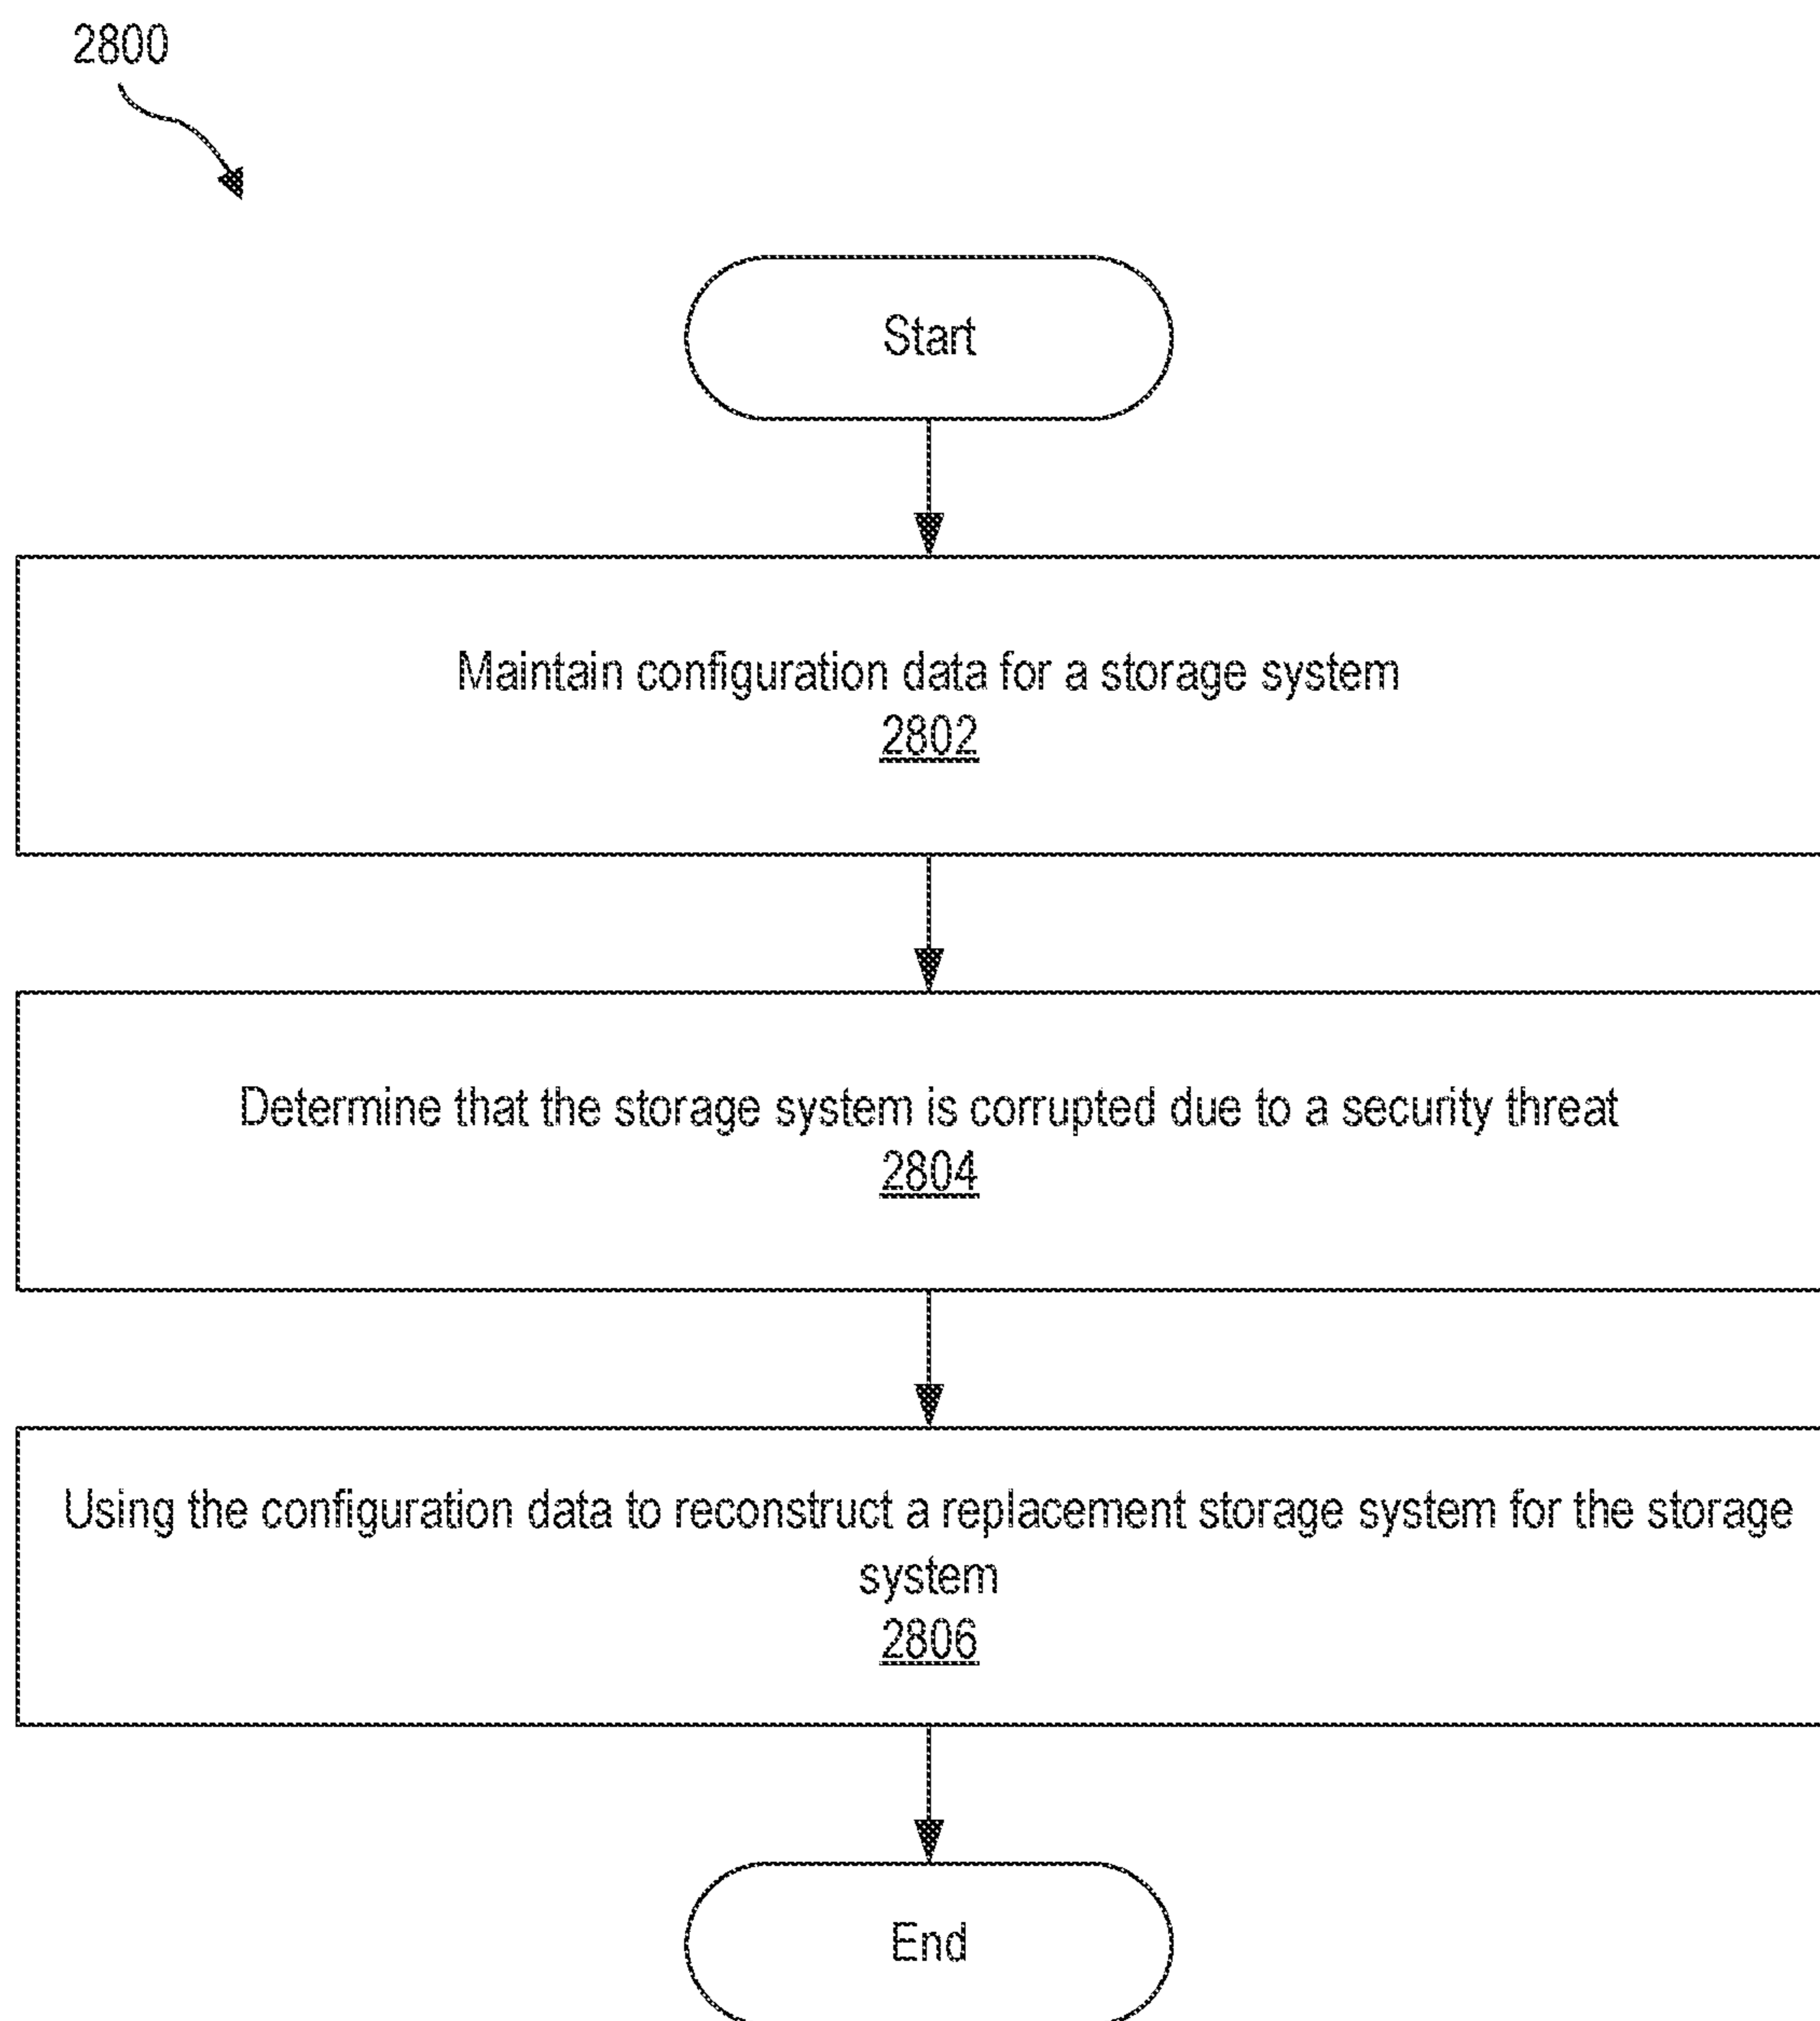 2800
Start
Maintain configuration data for a storage system
2802
Determine that the storage system is corrupted due to a security threat
2804
Using the configuration data to reconstruct a replacement storage system for the storage
system
2806
End